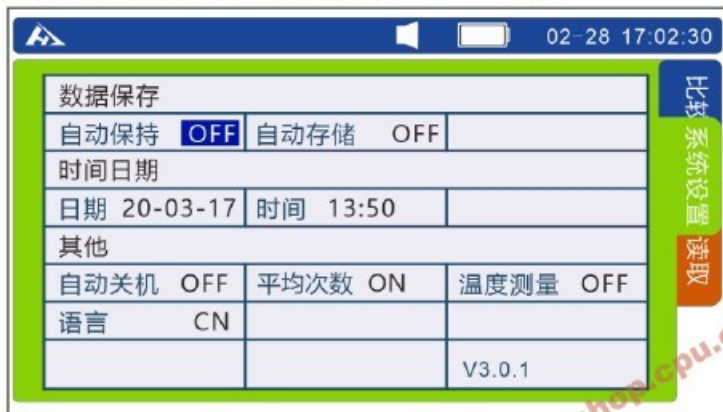 02-28 17:02:30
数据保存
自动保持 OFF 自动存储 OFF
时间日期
日期 20-03-17 时间 13:50
其他
自动关机 OFF 平均次数 ON 温度测量 OFF
语言 CN
V3.0.1
比较
系统设置
读取
shop.cpu.